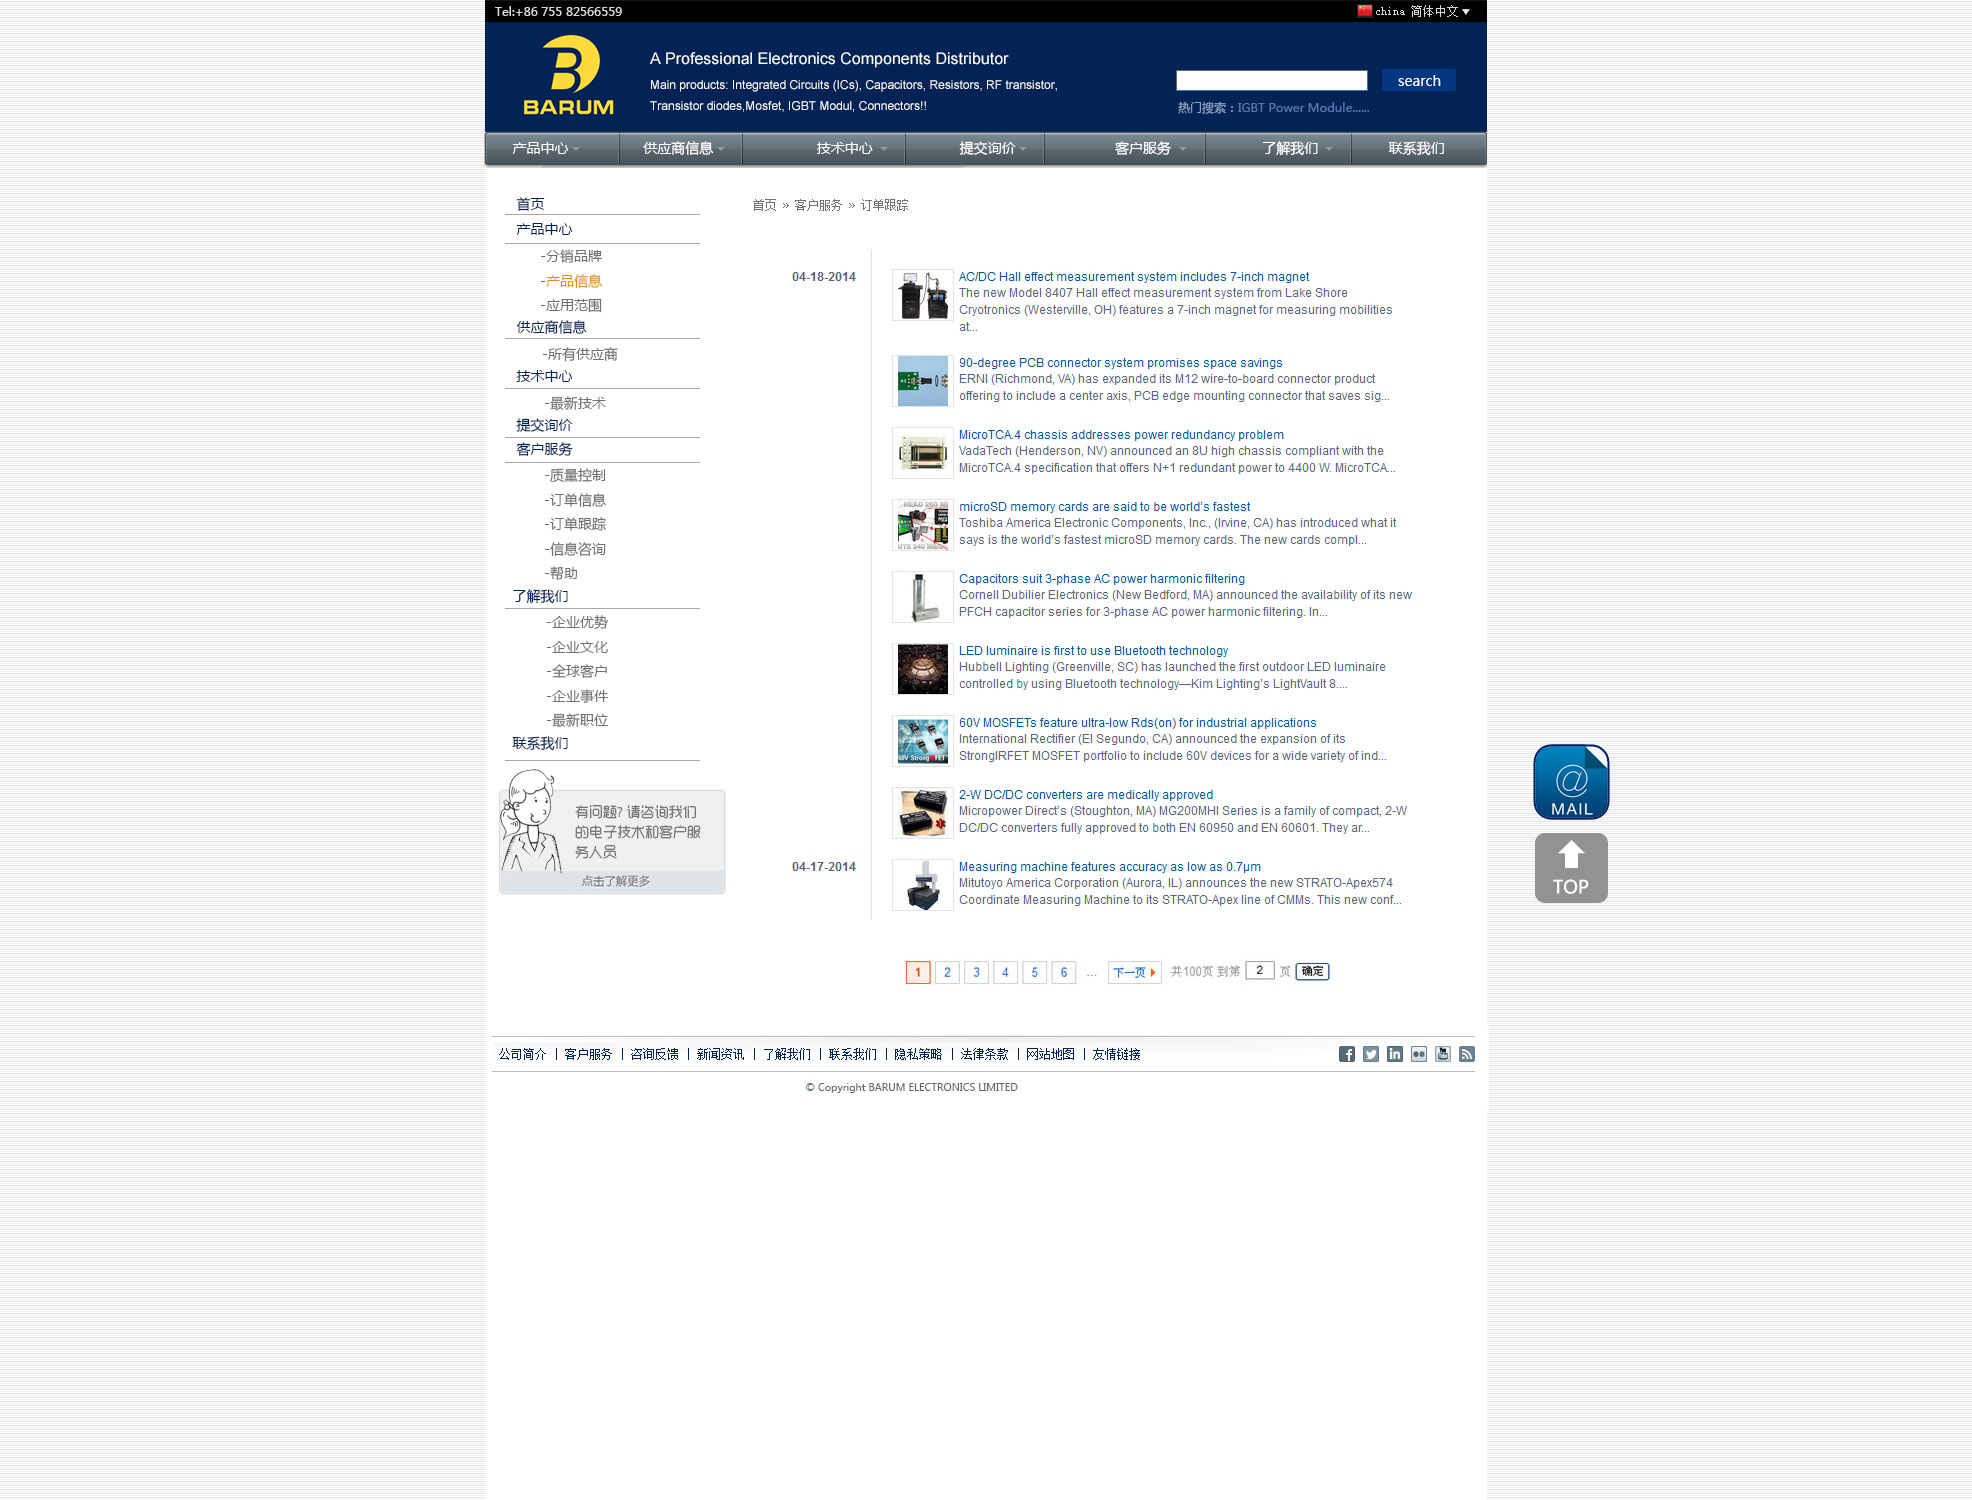 Tel:+86 755 82566559
china 简体中文
BARUM
A Professional Electronics Components Distributor
Main products: Integrated Circuits (ICs), Capacitors, Resistors, RF transistor,
Transistor diodes,Mosfet, IGBT Modul, Connectors!!
search
热门搜索：IGBT Power Module......
产品中心 供应商信息 技术中心 提交询价 客户服务 了解我们 联系我们
首页
产品中心
-分销品牌
-产品信息
-应用范围
供应商信息
-所有供应商
技术中心
-最新技术
提交询价
客户服务
-质量控制
-订单信息
-订单跟踪
-信息咨询
-帮助
了解我们
-企业优势
-企业文化
-全球客户
-企业事件
-最新职位
联系我们
有问题? 请咨询我们
的电子技术和客户服
务人员
点击了解更多
首页 » 客户服务 » 订单跟踪
04-18-2014
AC/DC Hall effect measurement system includes 7-inch magnet
The new Model 8407 Hall effect measurement system from Lake Shore
Cryotronics (Westerville, OH) features a 7-inch magnet for measuring mobilities
at...
90-degree PCB connector system promises space savings
ERNI (Richmond, VA) has expanded its M12 wire-to-board connector product
offering to include a center axis, PCB edge mounting connector that saves sig...
MicroTCA.4 chassis addresses power redundancy problem
VadaTech (Henderson, NV) announced an 8U high chassis compliant with the
MicroTCA.4 specification that offers N+1 redundant power to 4400 W. MicroTCA...
microSD memory cards are said to be world's fastest
Toshiba America Electronic Components, Inc., (Irvine, CA) has introduced what it
says is the world's fastest microSD memory cards. The new cards compl...
Capacitors suit 3-phase AC power harmonic filtering
Cornell Dubilier Electronics (New Bedford, MA) announced the availability of its new
PFCH capacitor series for 3-phase AC power harmonic filtering. In...
LED luminaire is first to use Bluetooth technology
Hubbell Lighting (Greenville, SC) has launched the first outdoor LED luminaire
controlled by using Bluetooth technology—Kim Lighting's LightVault 8....
60V MOSFETs feature ultra-low Rds(on) for industrial applications
International Rectifier (El Segundo, CA) announced the expansion of its
StrongIRFET MOSFET portfolio to include 60V devices for a wide variety of ind...
2-W DC/DC converters are medically approved
Micropower Direct's (Stoughton, MA) MG200MHI Series is a family of compact, 2-W
DC/DC converters fully approved to both EN 60950 and EN 60601. They ar...
04-17-2014
Measuring machine features accuracy as low as 0.7µm
Mitutoyo America Corporation (Aurora, IL) announces the new STRATO-Apex574
Coordinate Measuring Machine to its STRATO-Apex line of CMMs. This new conf...
1 2 3 4 5 6 ... 下一页 共100页 到第 2 页 确定
MAIL
TOP
公司简介 | 客户服务 | 咨询反馈 | 新闻资讯 | 了解我们 | 联系我们 | 隐私策略 | 法律条款 | 网站地图 | 友情链接
© Copyright BARUM ELECTRONICS LIMITED